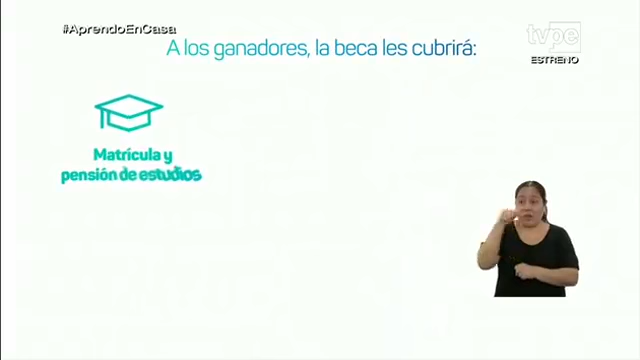 #AprendoEnCasa
tvpe
ESTRENO
A los ganadores, la beca les cubrirá:
Matrícula y
pensión de estudios